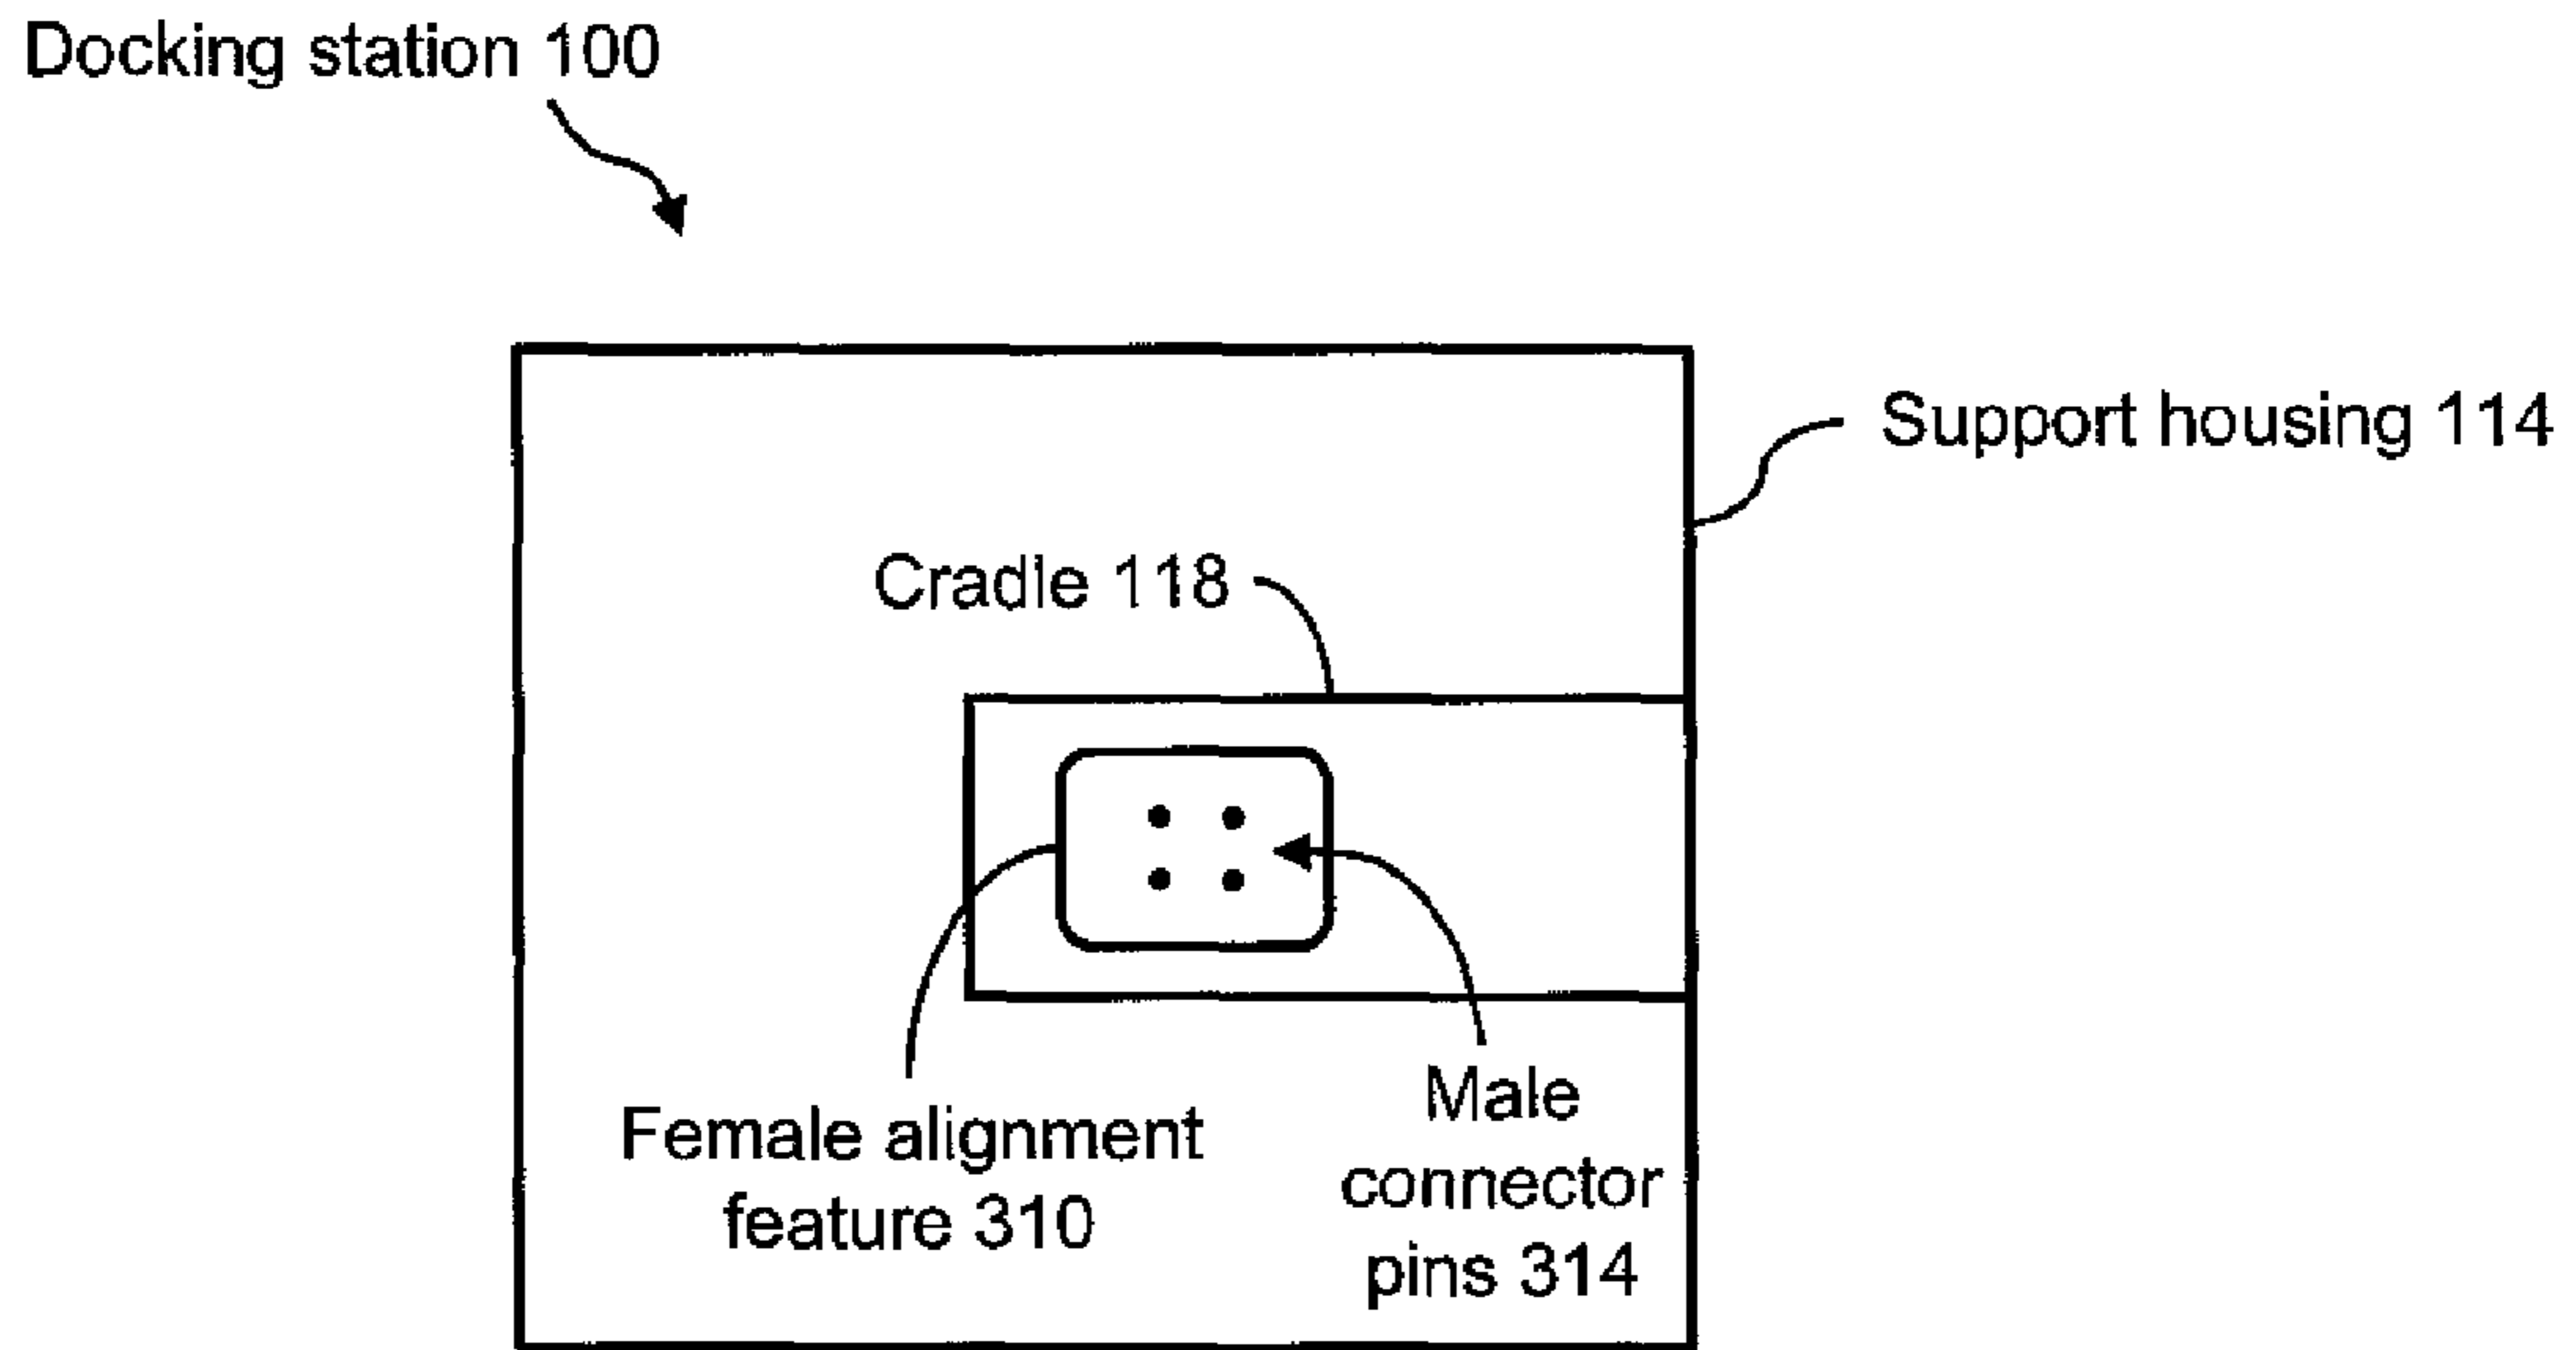 Docking station 100
Support housing 114
Cradle 118
Female alignment
feature 310
Male
connector
pins 314